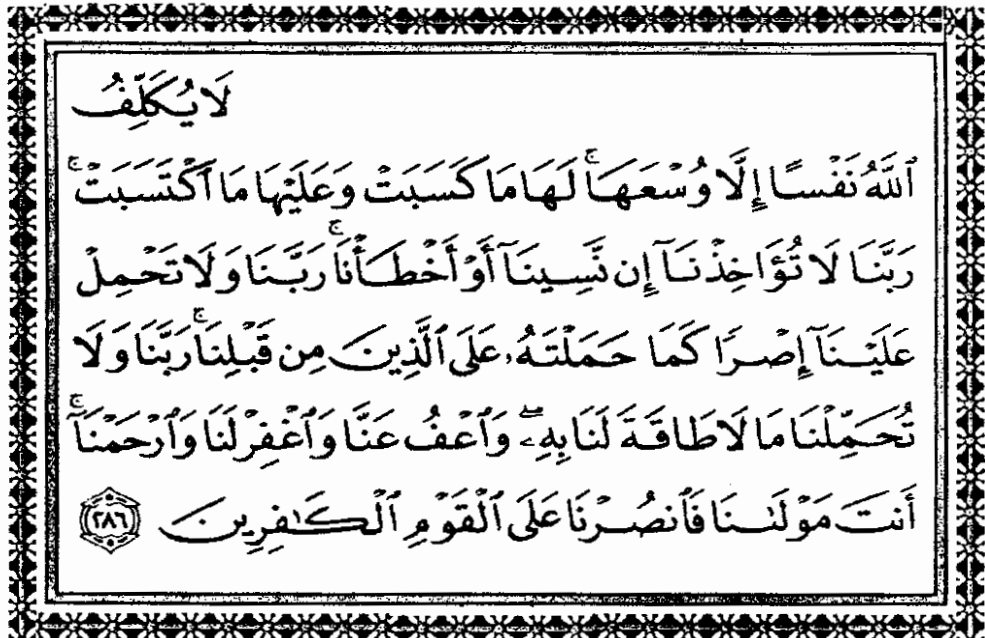 لَا يُكَلِّفُ
ٱللَّهُ نَفْسًا إِلَّا وُسْعَهَاۚ لَهَا مَا كَسَبَتْ وَعَلَيْهَا مَا ٱكْتَسَبَتْۗ
رَبَّنَا لَا تُؤَاخِذْنَآ إِن نَّسِينَآ أَوْ أَخْطَأْنَاۚ رَبَّنَا وَلَا تَحْمِلْ
عَلَيْنَآ إِصْرًا كَمَا حَمَلْتَهُۥ عَلَى ٱلَّذِينَ مِن قَبْلِنَاۚ رَبَّنَا وَلَا
تُحَمِّلْنَا مَا لَا طَاقَةَ لَنَا بِهِۦۖ وَٱعْفُ عَنَّا وَٱغْفِرْ لَنَا وَٱرْحَمْنَآۚ
أَنتَ مَوْلَىٰنَا فَٱنصُرْنَا عَلَى ٱلْقَوْمِ ٱلْكَٰفِرِينَ ٢٨٦